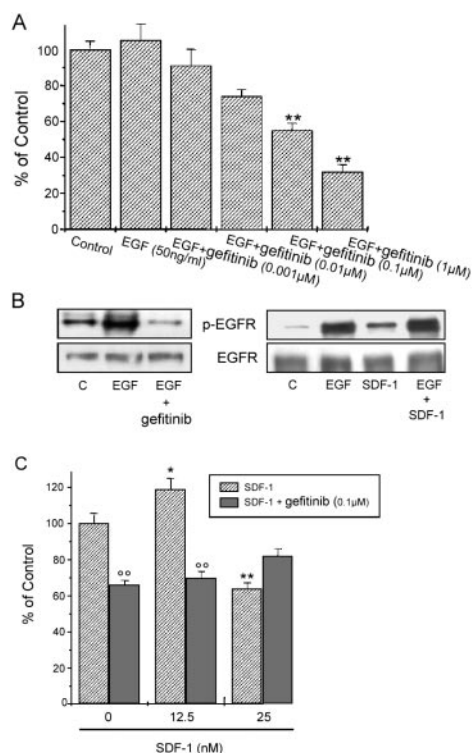 A
% of Control
100
80
60
40
20
0
**
**
Control
EGF (50ng/ml)
EGF+gefitinib (0.001µM)
EGF+gefitinib (0.01µM)
EGF+gefitinib (0.1µM)
EGF+gefitinib (1µM)
B
p-EGFR
EGFR
C EGF EGF + gefitinib
C EGF SDF-1 EGF + SDF-1
C
% of Control
120
100
80
60
40
20
0
*
°°
°°
**
SDF-1
SDF-1 + gefitinib (0.1µM)
0 12.5 25
SDF-1 (nM)